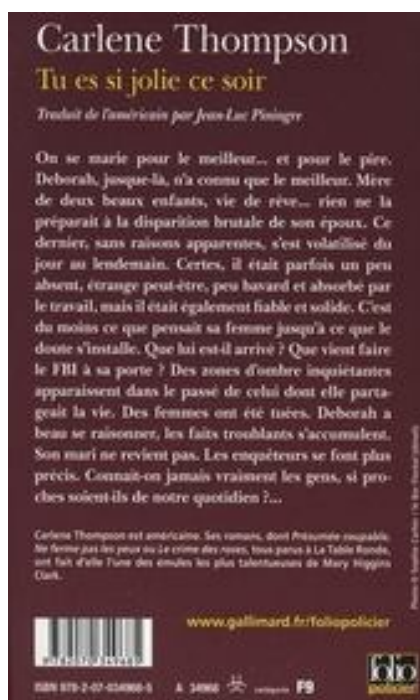 Carlene Thompson
Tu es si jolie ce soir
Traduit de l'américain par Jean-Luc Piningre
On se marie pour le meilleur... et pour le pire.
Deborah, jusque-là, n'a connu que le meilleur. Mère
de deux beaux enfants, vie de rêve... rien ne la
préparait à la disparition brutale de son époux. Ce
dernier, sans raisons apparentes, s'est volatilisé du
jour au lendemain. Certes, il était parfois un peu
absent, étrange peut-être, peu bavard et absorbé par
le travail, mais il était également fiable et solide. C'est
du moins ce que pensait sa femme jusqu'à ce que le
doute s'installe. Que lui est-il arrivé ? Que vient faire
le FBI à sa porte ? Des zones d'ombre inquiétantes
apparaissent dans le passé de celui dont elle parta-
geait la vie. Des femmes ont été tuées. Deborah a
beau se raisonner, les faits troublants s'accumulent.
Son mari ne revient pas. Les enquêteurs se font plus
précis. Connaît-on jamais vraiment les gens, si pro-
ches soient-ils de notre quotidien ?...
Carlene Thompson est américaine. Ses romans, dont Présumée coupable,
Ne ferme pas les yeux ou Le crime des roses, tous parus à La Table Ronde,
ont fait d'elle l'une des émules les plus talentueuses de Mary Higgins
Clark.
www.gallimard.fr/foliopolicier
ISBN 978-2-07-034968-5 A 34968 catégorie F9
folio
policier